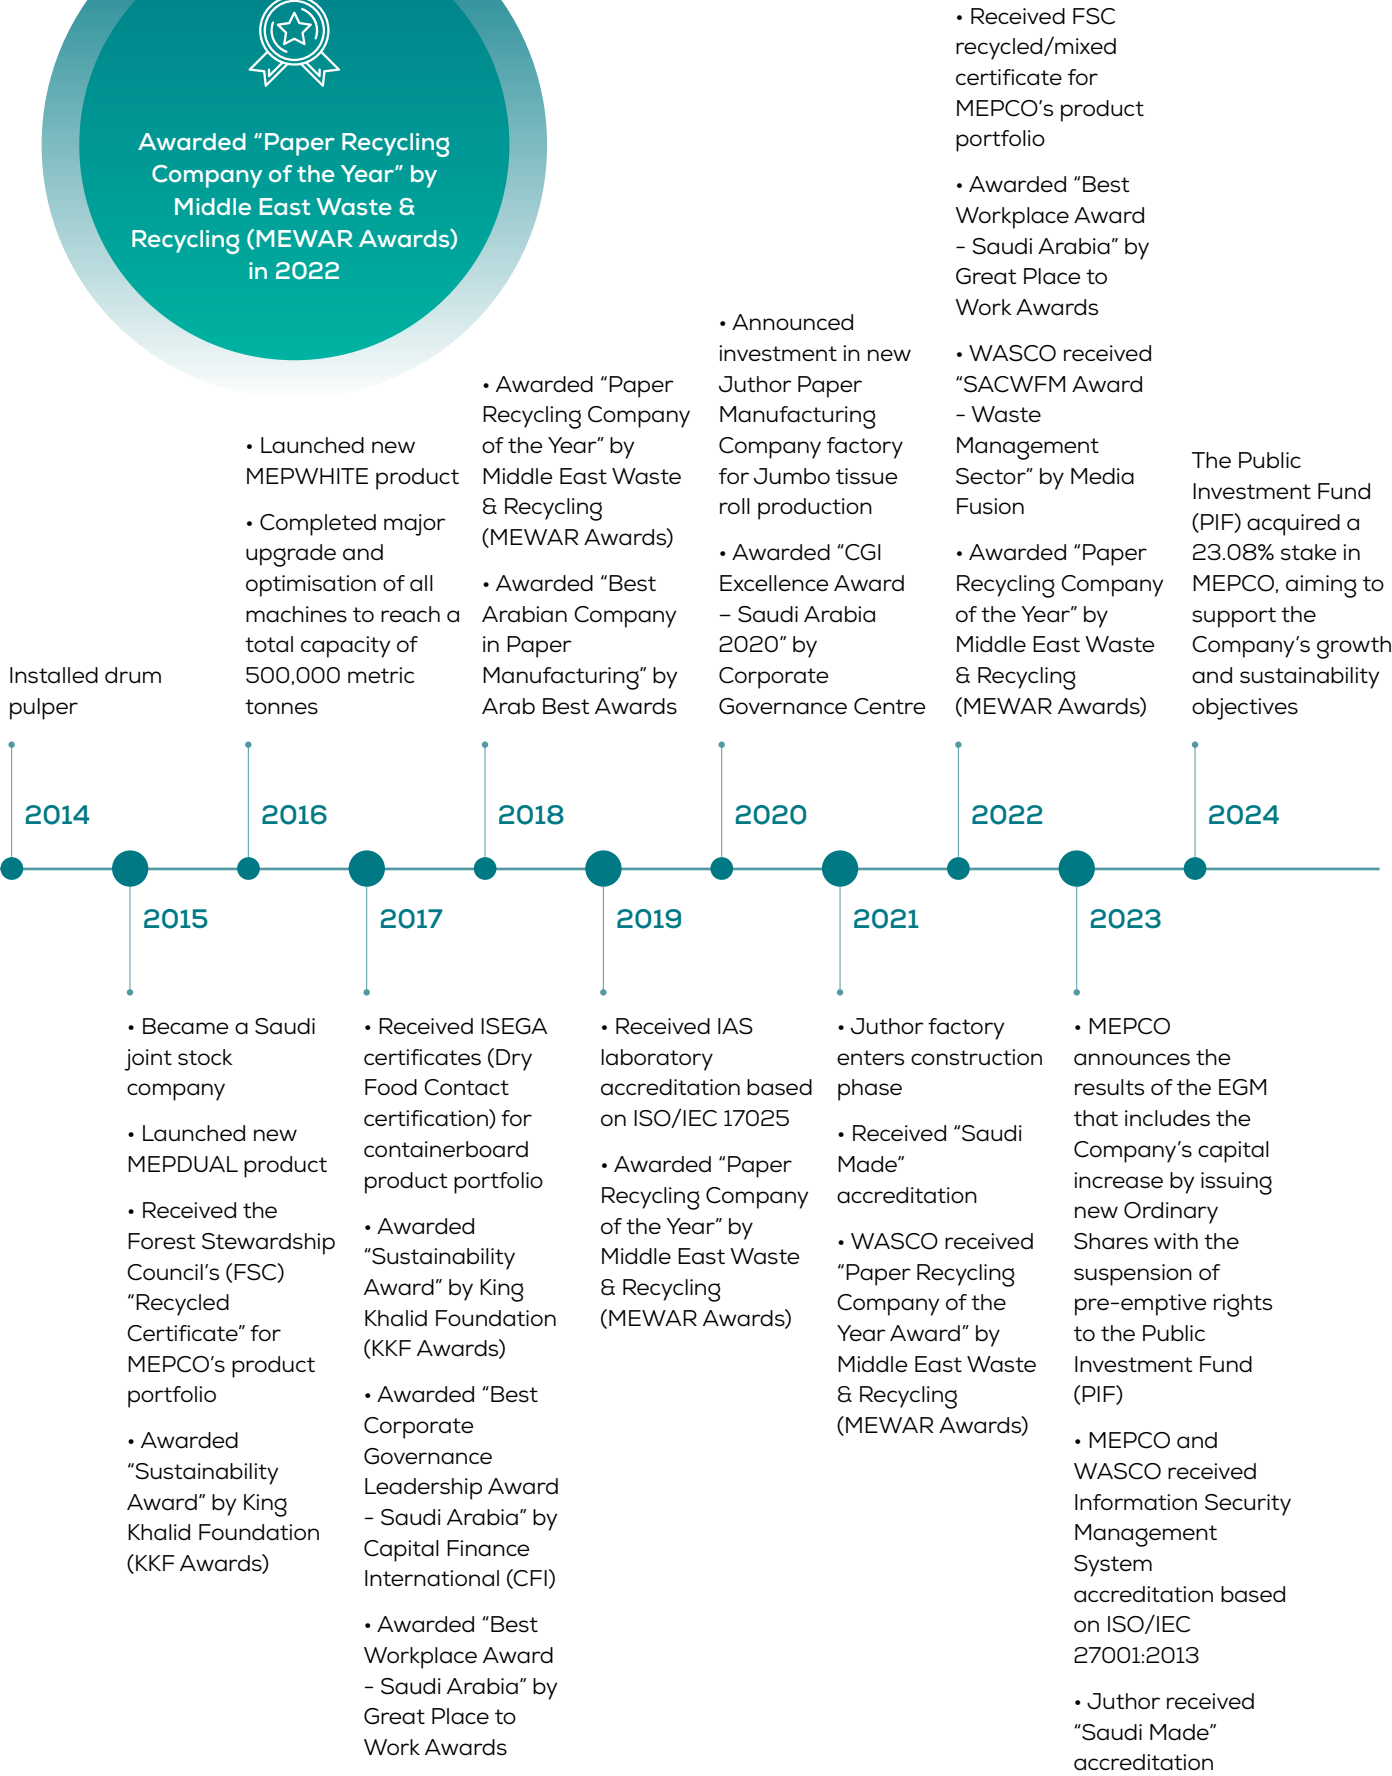 Awarded “Paper Recycling
Company of the Year” by
Middle East Waste &
Recycling (MEWAR Awards)
in 2022
Installed drum
pulper
2014
• Launched new
MEPWHITE product
• Completed major
upgrade and
optimisation of all
machines to reach a
total capacity of
500,000 metric
tonnes
2016
• Awarded “Paper
Recycling Company
of the Year” by
Middle East Waste
& Recycling
(MEWAR Awards)
• Awarded “Best
Arabian Company
in Paper
Manufacturing” by
Arab Best Awards
2018
• Announced
investment in new
Juthor Paper
Manufacturing
Company factory
for Jumbo tissue
roll production
• Awarded “CGI
Excellence Award
– Saudi Arabia
2020” by
Corporate
Governance Centre
2020
• Received FSC
recycled/mixed
certificate for
MEPCO’s product
portfolio
• Awarded “Best
Workplace Award
- Saudi Arabia” by
Great Place to
Work Awards
• WASCO received
“SACWFM Award
- Waste
Management
Sector” by Media
Fusion
• Awarded “Paper
Recycling Company
of the Year” by
Middle East Waste
& Recycling
(MEWAR Awards)
2022
The Public
Investment Fund
(PIF) acquired a
23.08% stake in
MEPCO, aiming to
support the
Company’s growth
and sustainability
objectives
2024
2015
• Became a Saudi
joint stock
company
• Launched new
MEPDUAL product
• Received the
Forest Stewardship
Council’s (FSC)
“Recycled
Certificate” for
MEPCO’s product
portfolio
• Awarded
“Sustainability
Award” by King
Khalid Foundation
(KKF Awards)
2017
• Received ISEGA
certificates (Dry
Food Contact
certification) for
containerboard
product portfolio
• Awarded
“Sustainability
Award” by King
Khalid Foundation
(KKF Awards)
• Awarded “Best
Corporate
Governance
Leadership Award
- Saudi Arabia” by
Capital Finance
International (CFI)
• Awarded “Best
Workplace Award
- Saudi Arabia” by
Great Place to
Work Awards
2019
• Received IAS
laboratory
accreditation based
on ISO/IEC 17025
• Awarded “Paper
Recycling Company
of the Year” by
Middle East Waste
& Recycling
(MEWAR Awards)
2021
• Juthor factory
enters construction
phase
• Received “Saudi
Made”
accreditation
• WASCO received
“Paper Recycling
Company of the
Year Award” by
Middle East Waste
& Recycling
(MEWAR Awards)
2023
• MEPCO
announces the
results of the EGM
that includes the
Company’s capital
increase by issuing
new Ordinary
Shares with the
suspension of
pre-emptive rights
to the Public
Investment Fund
(PIF)
• MEPCO and
WASCO received
Information Security
Management
System
accreditation based
on ISO/IEC
27001:2013
• Juthor received
“Saudi Made”
accreditation